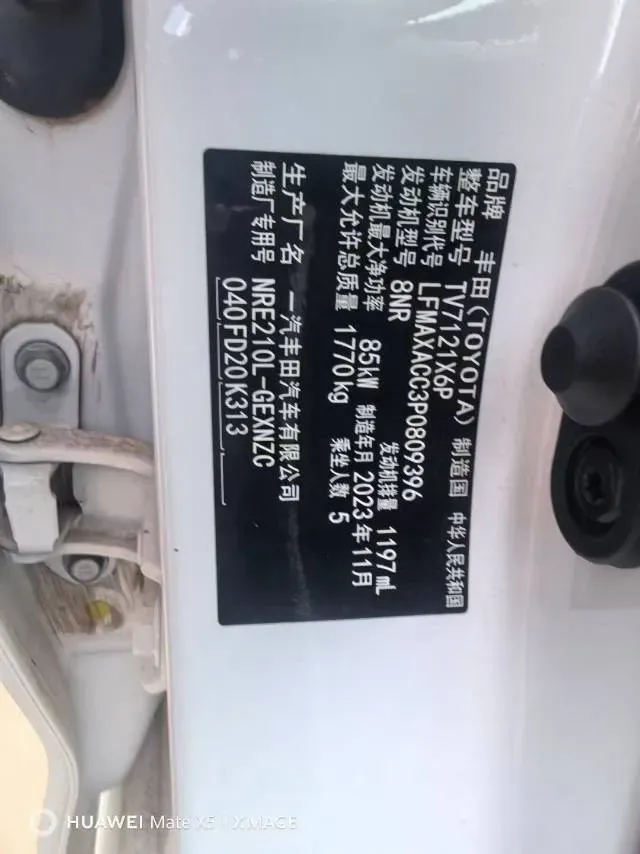 品牌 丰田(TOYOTA) 制造国 中华人民共和国
整车型号 TV7121X6P
车辆识别代号 LFMAXACC3P0809396
发动机型号 8NR 发动机排量 1197mL
发动机最大净功率 85kW 制造年月 2023年11月
最大允许总质量 1770kg 乘坐人数 5
生产厂名 一汽丰田汽车有限公司
制造厂专用号 NRE210L-GEXNZC
040FD20K313
HUAWEI Mate X5 | XMAGE